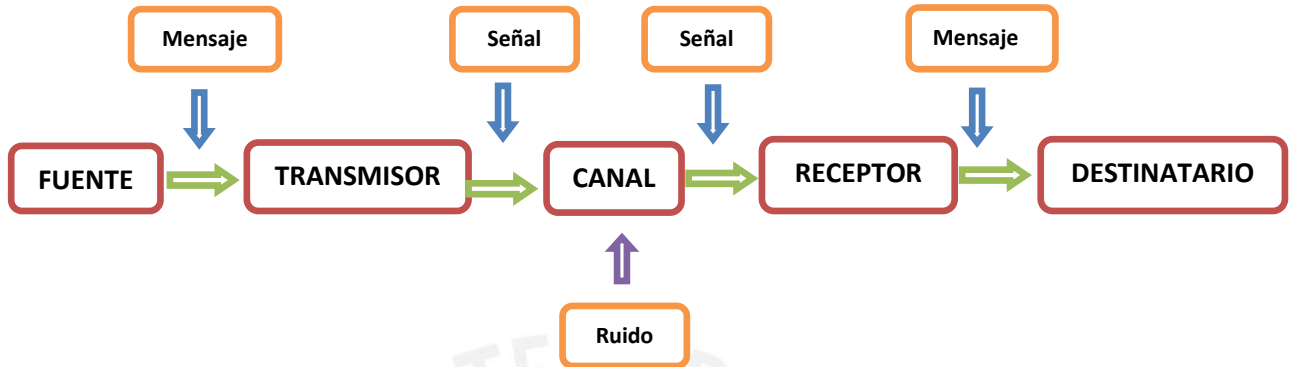 Mensaje
Señal
Señal
Mensaje
FUENTE
TRANSMISOR
CANAL
RECEPTOR
DESTINATARIO
Ruido